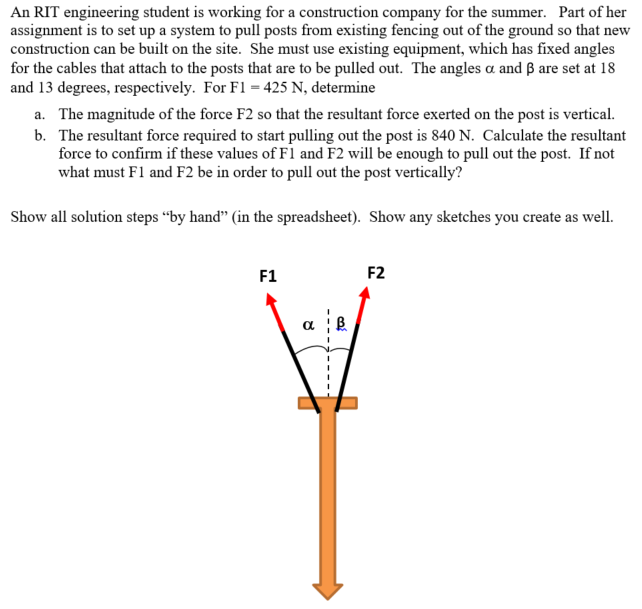 An RIT engineering student is working for a construction company for the summer.  Part of her
assignment is to set up a system to pull posts from existing fencing out of the ground so that new
construction can be built on the site.  She must use existing equipment, which has fixed angles
for the cables that attach to the posts that are to be pulled out.  The angles α and β are set at 18
and 13 degrees, respectively.  For F1 = 425 N, determine
a. The magnitude of the force F2 so that the resultant force exerted on the post is vertical.
b. The resultant force required to start pulling out the post is 840 N.  Calculate the resultant
force to confirm if these values of F1 and F2 will be enough to pull out the post.  If not
what must F1 and F2 be in order to pull out the post vertically?
Show all solution steps “by hand” (in the spreadsheet).  Show any sketches you create as well.
F1 F2
α β